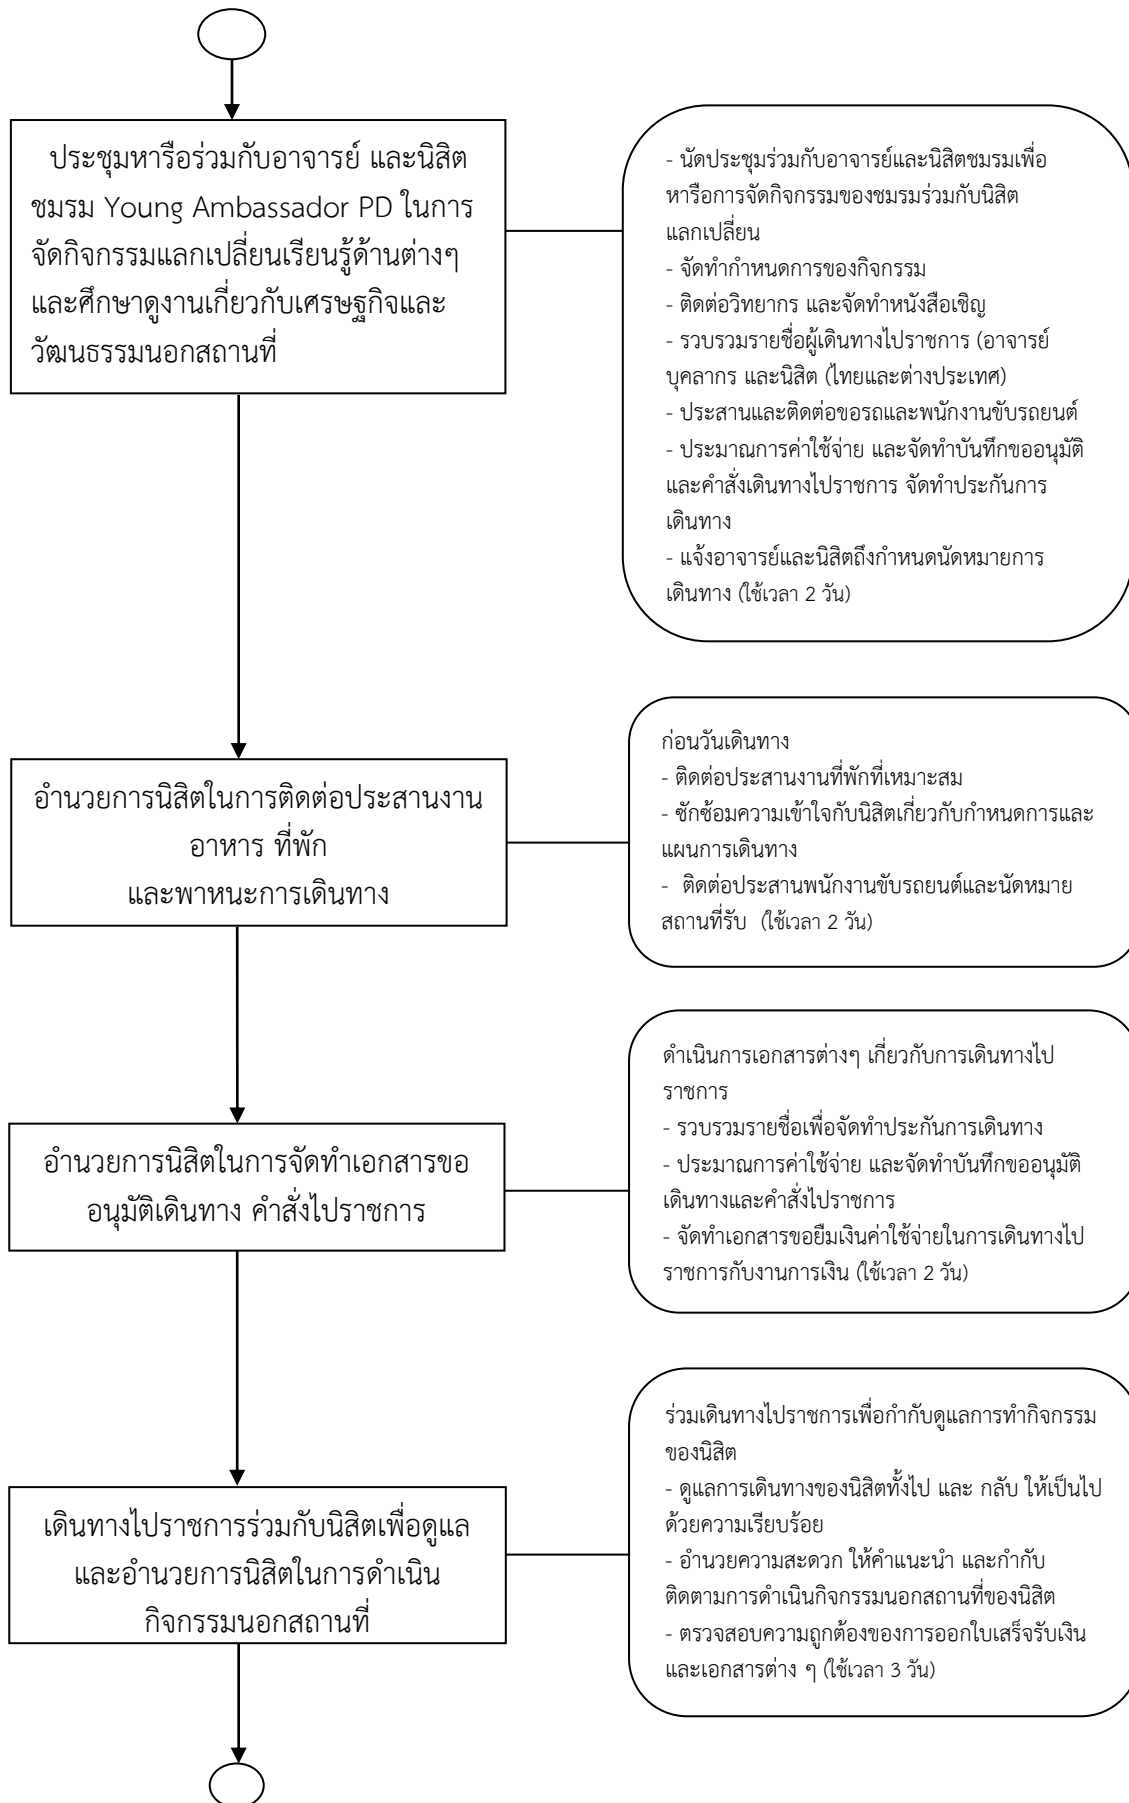 ประชุมหารือร่วมกับอาจารย์ และนิสิต
ชมรม Young Ambassador PD ในการ
จัดกิจกรรมแลกเปลี่ยนเรียนรู้ด้านต่างๆ
และศึกษาดูงานเกี่ยวกับเศรษฐกิจและ
วัฒนธรรมนอกสถานที่
- นัดประชุมร่วมกับอาจารย์และนิสิตชมรมเพื่อ
หารือการจัดกิจกรรมของชมรมร่วมกับนิสิต
แลกเปลี่ยน
- จัดทำกำหนดการของกิจกรรม
- ติดต่อวิทยากร และจัดทำหนังสือเชิญ
- รวบรวมรายชื่อผู้เดินทางไปราชการ (อาจารย์
บุคลากร และนิสิต (ไทยและต่างประเทศ)
- ประสานและติดต่อขอรถและพนักงานขับรถยนต์
- ประมาณการค่าใช้จ่าย และจัดทำบันทึกขออนุมัติ
และคำสั่งเดินทางไปราชการ จัดทำประกันการ
เดินทาง
- แจ้งอาจารย์และนิสิตถึงกำหนดนัดหมายการ
เดินทาง (ใช้เวลา 2 วัน)
อำนวยการนิสิตในการติดต่อประสานงาน
อาหาร ที่พัก
และพาหนะการเดินทาง
ก่อนวันเดินทาง
- ติดต่อประสานงานที่พักที่เหมาะสม
- ซักซ้อมความเข้าใจกับนิสิตเกี่ยวกับกำหนดการและ
แผนการเดินทาง
- ติดต่อประสานพนักงานขับรถยนต์และนัดหมาย
สถานที่รับ (ใช้เวลา 2 วัน)
อำนวยการนิสิตในการจัดทำเอกสารขอ
อนุมัติเดินทาง คำสั่งไปราชการ
ดำเนินการเอกสารต่างๆ เกี่ยวกับการเดินทางไป
ราชการ
- รวบรวมรายชื่อเพื่อจัดทำประกันการเดินทาง
- ประมาณการค่าใช้จ่าย และจัดทำบันทึกขออนุมัติ
เดินทางและคำสั่งไปราชการ
- จัดทำเอกสารขอยืมเงินค่าใช้จ่ายในการเดินทางไป
ราชการกับงานการเงิน (ใช้เวลา 2 วัน)
เดินทางไปราชการร่วมกับนิสิตเพื่อดูแล
และอำนวยการนิสิตในการดำเนิน
กิจกรรมนอกสถานที่
ร่วมเดินทางไปราชการเพื่อกำกับดูแลการทำกิจกรรม
ของนิสิต
- ดูแลการเดินทางของนิสิตทั้งไป และ กลับ ให้เป็นไป
ด้วยความเรียบร้อย
- อำนวยความสะดวก ให้คำแนะนำ และกำกับ
ติดตามการดำเนินกิจกรรมนอกสถานที่ของนิสิต
- ตรวจสอบความถูกต้องของการออกใบเสร็จรับเงิน
และเอกสารต่าง ๆ (ใช้เวลา 3 วัน)